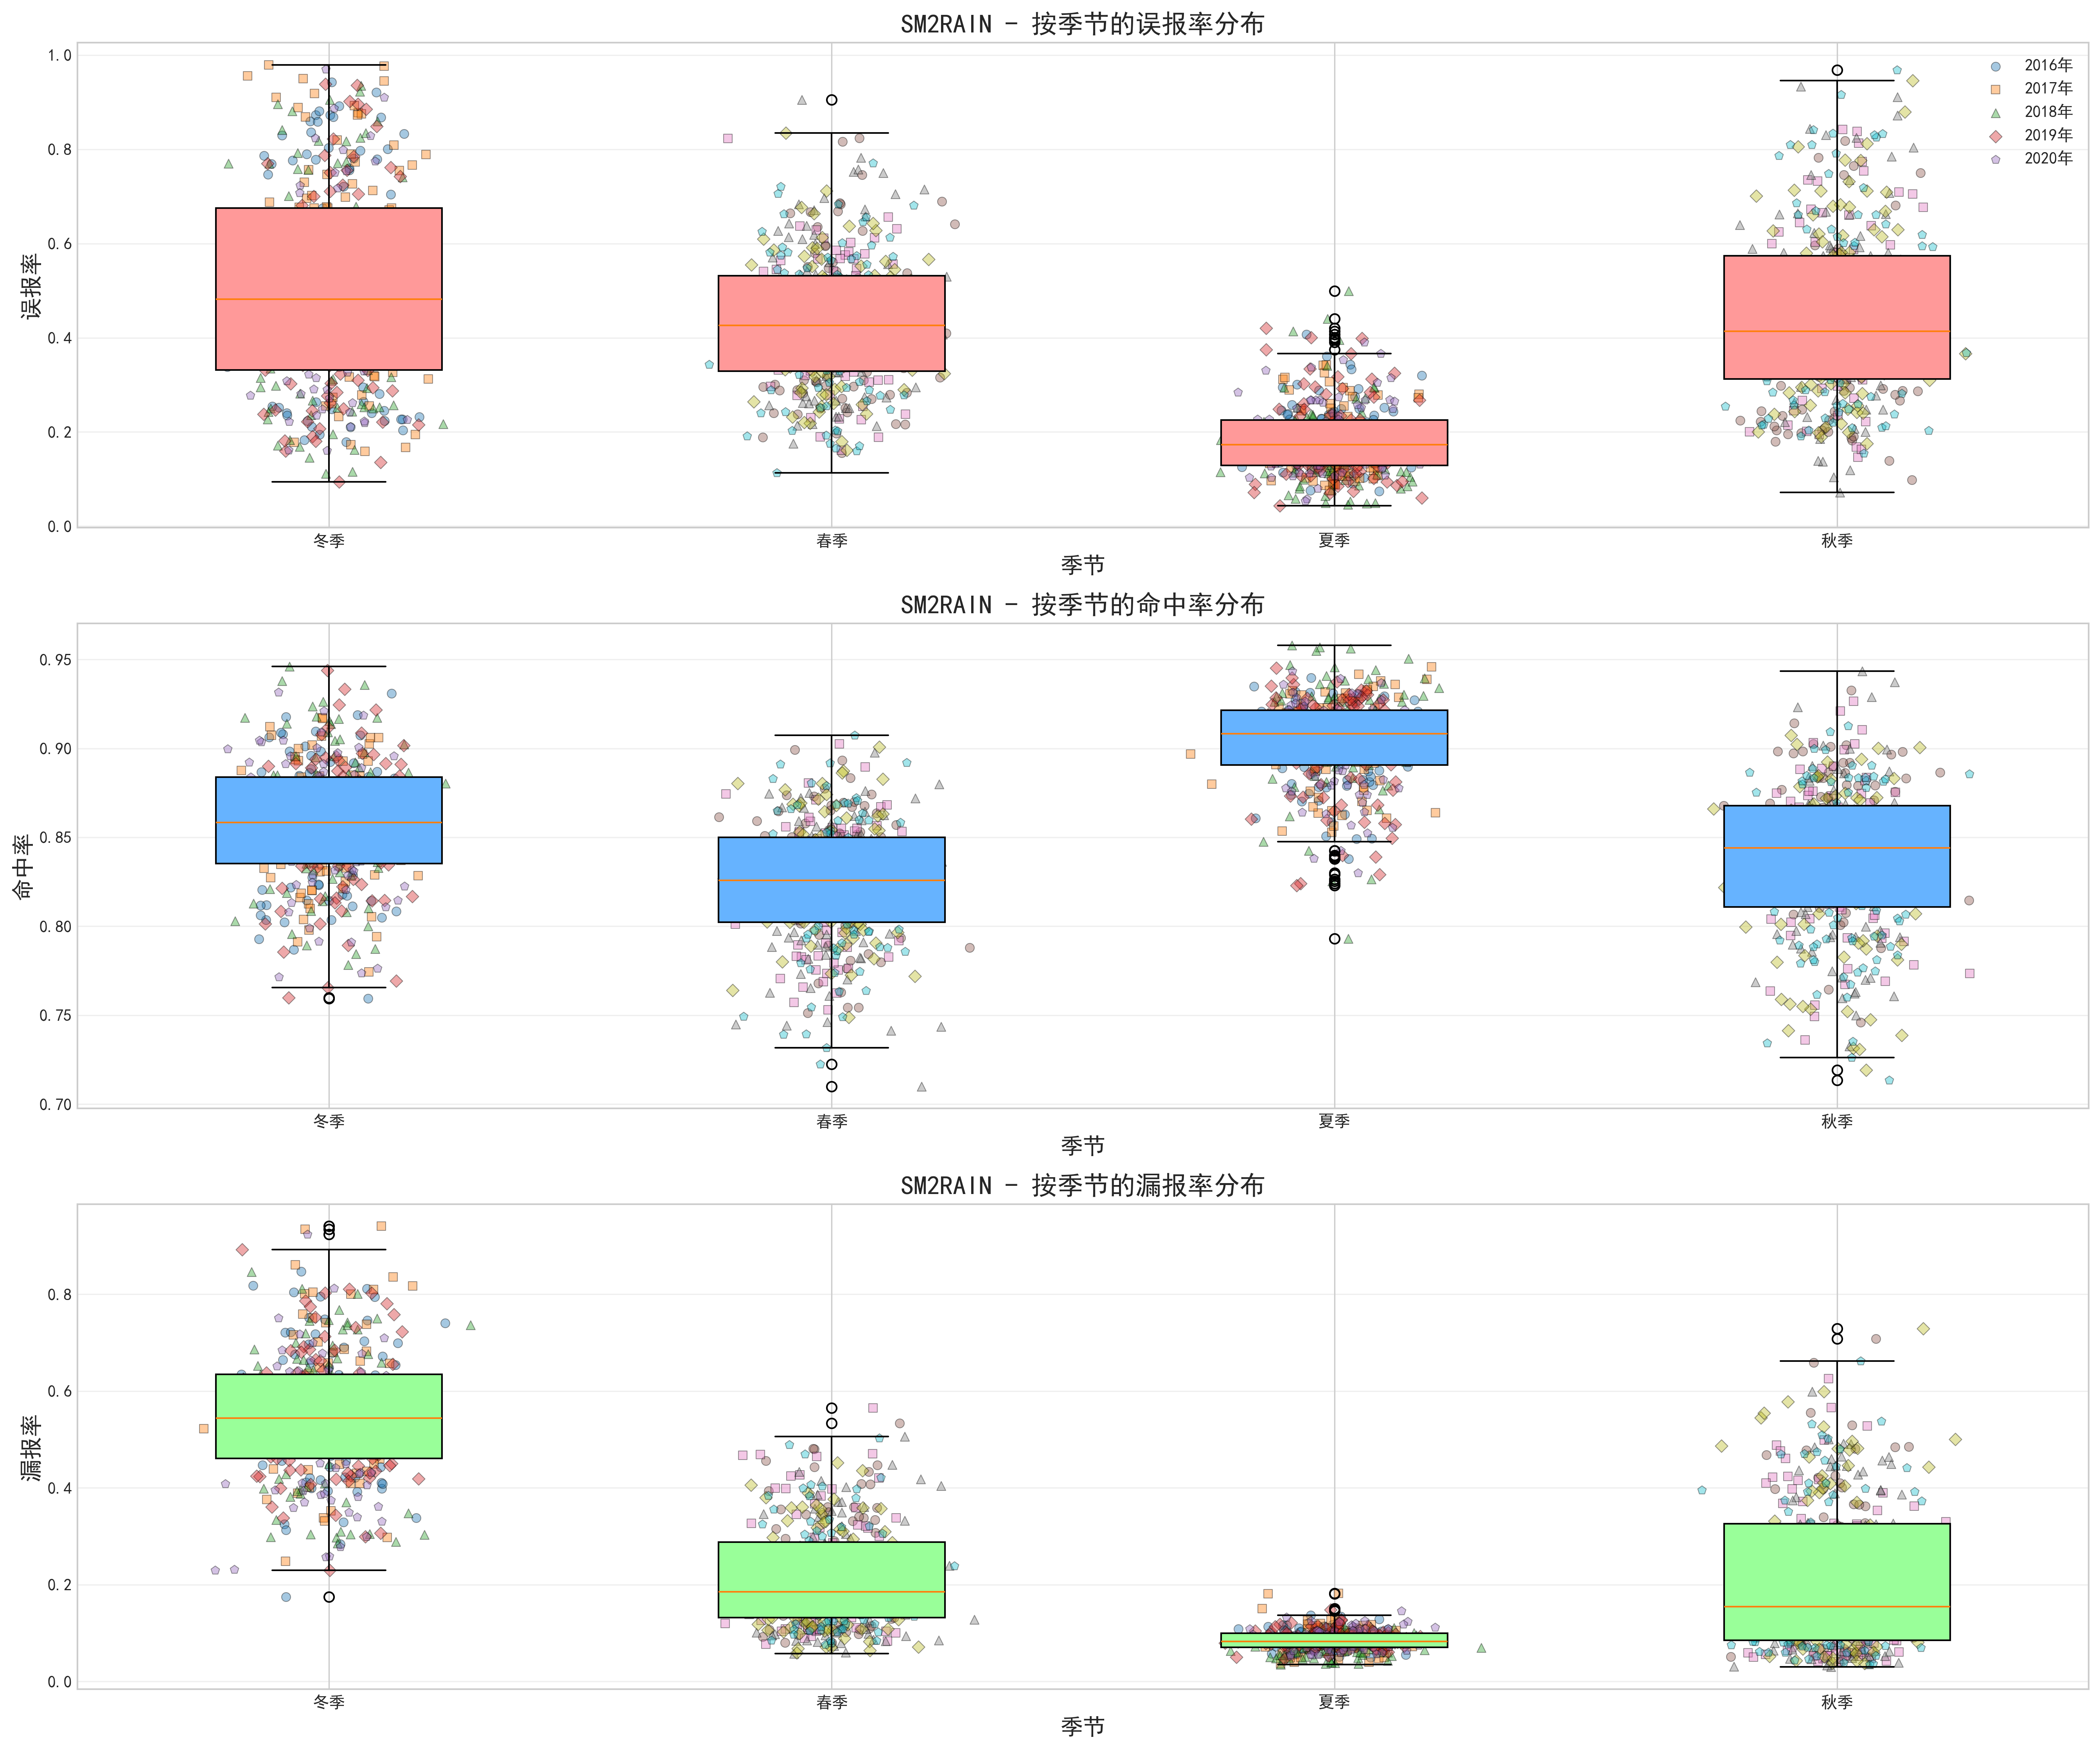 SM2RAIN - 按季节的误报率分布
误报率
1.0
0.8
0.6
0.4
0.2
0.0
2016年
2017年
2018年
2019年
2020年
冬季 春季 夏季 秋季
季节
SM2RAIN - 按季节的命中率分布
命中率
0.95
0.90
0.85
0.80
0.75
0.70
冬季 春季 夏季 秋季
季节
SM2RAIN - 按季节的漏报率分布
漏报率
0.8
0.6
0.4
0.2
0.0
冬季 春季 夏季 秋季
季节